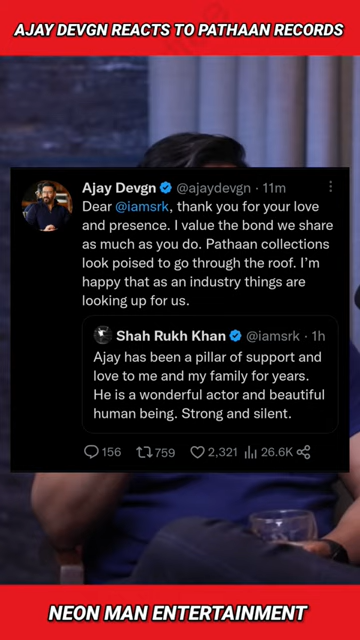 AJAY DEVGN REACTS TO PATHAAN RECORDS
Ajay Devgn @ajaydevgn · 11m
Dear @iamsrk, thank you for your love
and presence. I value the bond we share
as much as you do. Pathaan collections
look poised to go through the roof. I'm
happy that as an industry things are
looking up for us.
Shah Rukh Khan @iamsrk · 1h
Ajay has been a pillar of support and
love to me and my family for years.
He is a wonderful actor and beautiful
human being. Strong and silent.
156 759 2,321 26.6K
NEON MAN ENTERTAINMENT